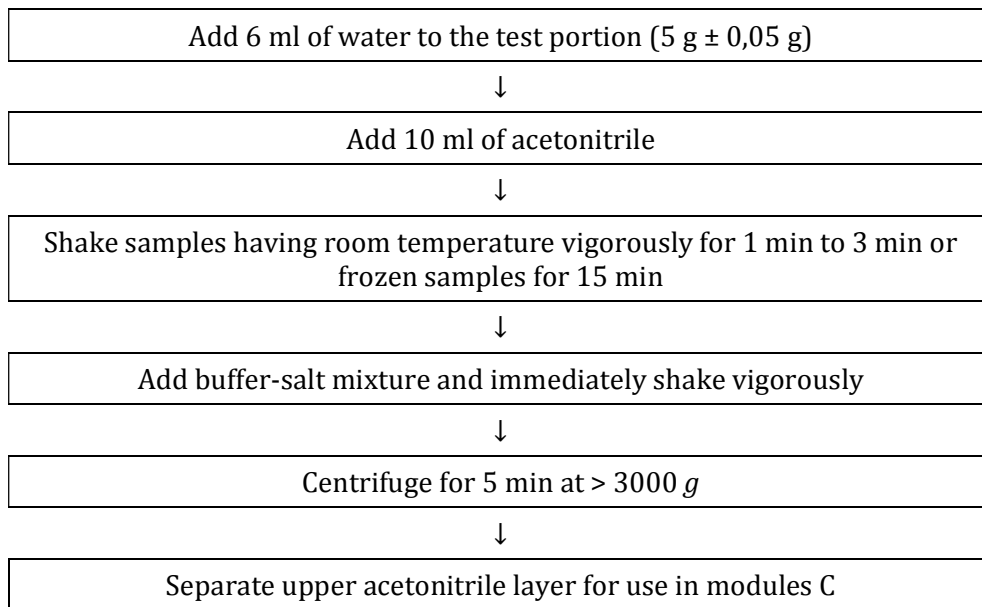 Add 6 ml of water to the test portion (5 g ± 0,05 g)
↓
Add 10 ml of acetonitrile
↓
Shake samples having room temperature vigorously for 1 min to 3 min or
frozen samples for 15 min
↓
Add buffer-salt mixture and immediately shake vigorously
↓
Centrifuge for 5 min at > 3000 g
↓
Separate upper acetonitrile layer for use in modules C